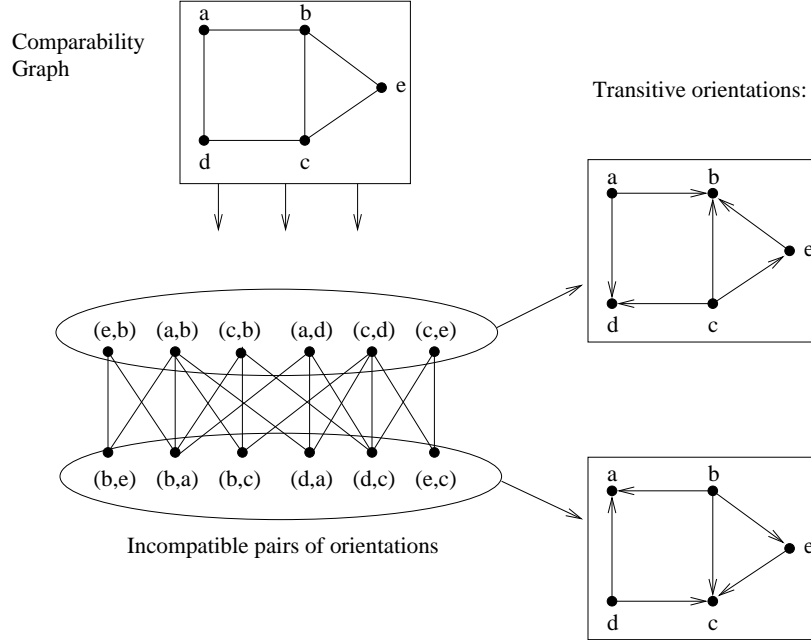 Comparability
Graph
a b
e
d c
Transitive orientations:
a b
e
d c
(e,b) (a,b) (c,b) (a,d) (c,d) (c,e)
(b,e) (b,a) (b,c) (d,a) (d,c) (e,c)
Incompatible pairs of orientations
a b
e
d c